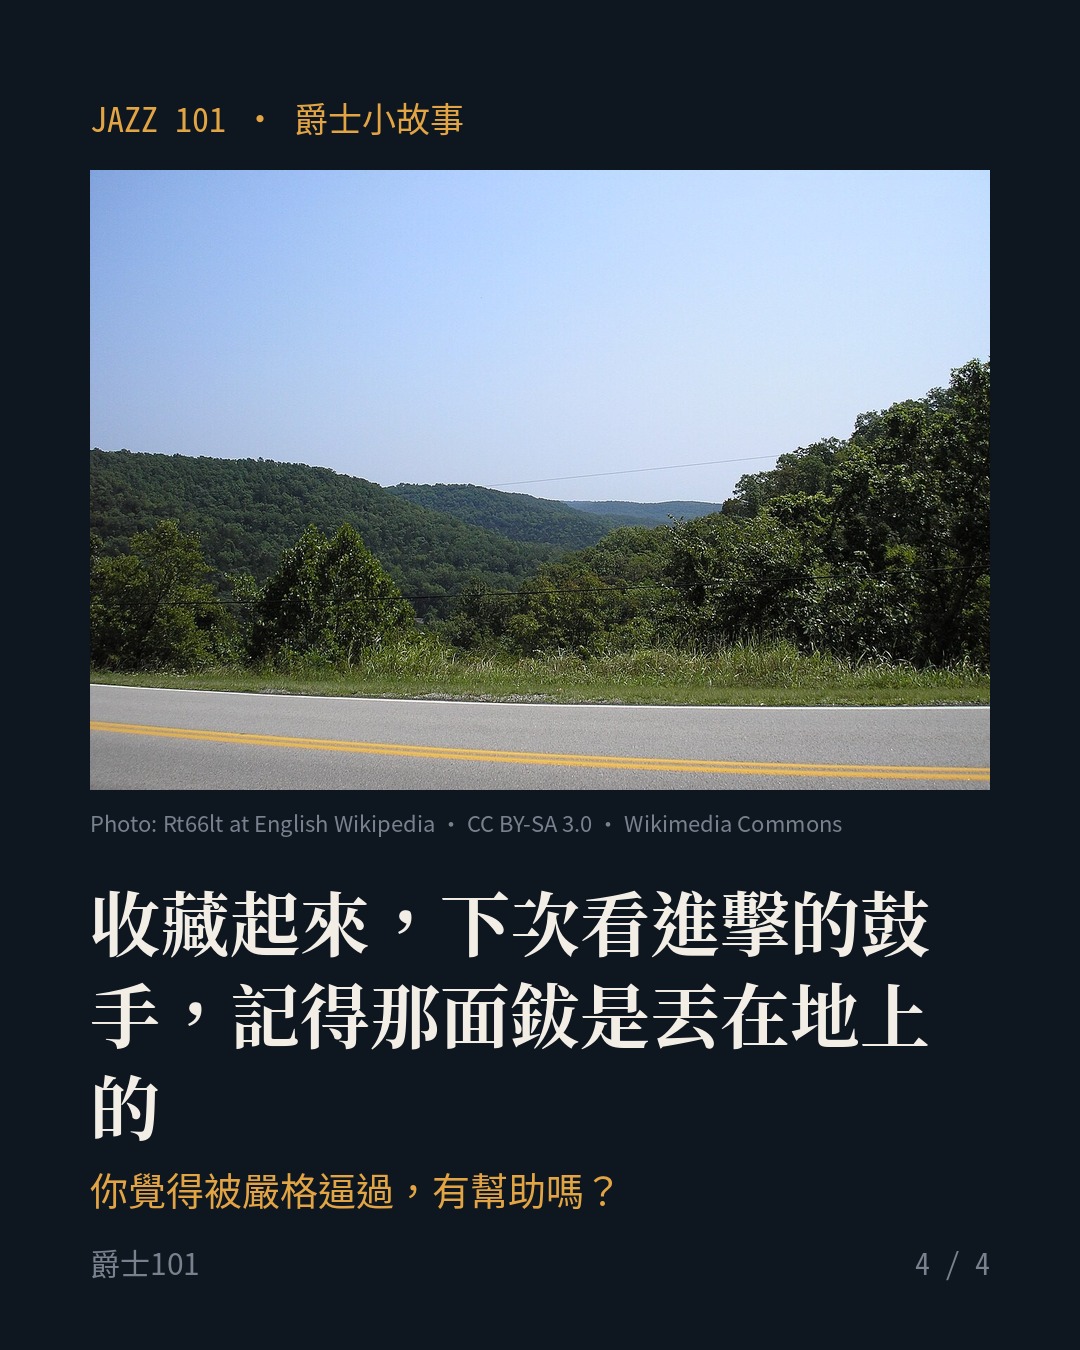 JAZZ 101 · 爵士小故事
Photo: Rt66lt at English Wikipedia · CC BY-SA 3.0 · Wikimedia Commons
收藏起來，下次看進擊的鼓
手，記得那面鈸是丟在地上
的
你覺得被嚴格逼過，有幫助嗎？
爵士101
4 / 4